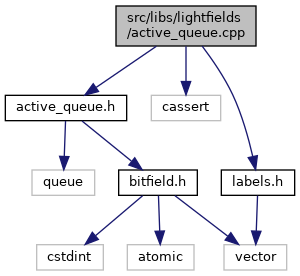 src/libs/lightfields
/active_queue.cpp
active_queue.h
cassert
queue
bitfield.h
labels.h
cstdint
atomic
vector